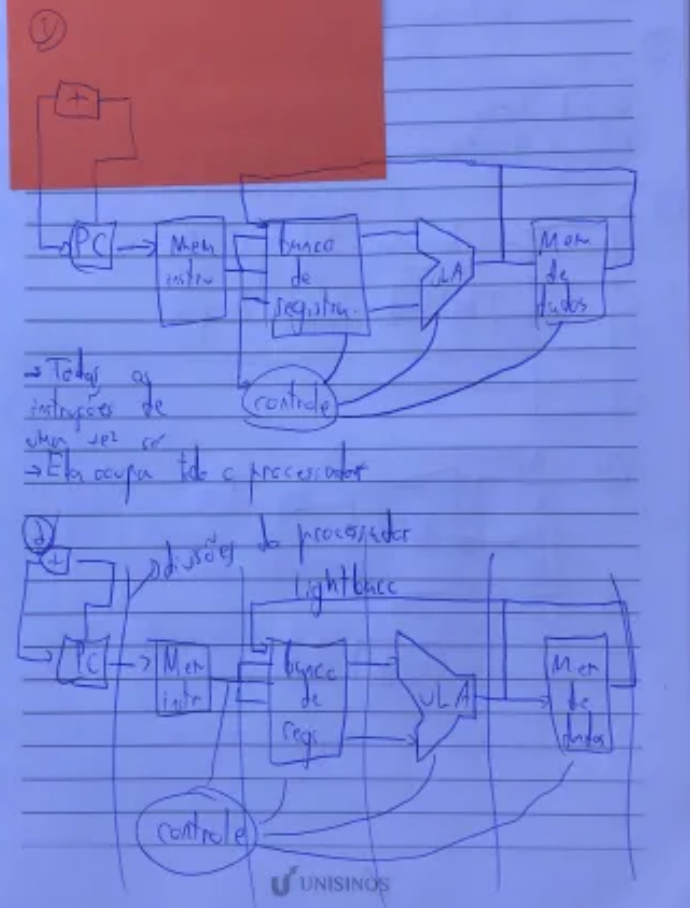 1
+
PC
Mem
instru
banco
de
registra.
ULA
Mem
de
dados
controle
→ Todas as
instruções de
uma vez só
→ Ela ocupa todo o processador
2
+
divisões do processador
Lightbacc
PC
Mem
instr
banco
de
regs
ULA
Mem
de
dados
controle
UNISINOS